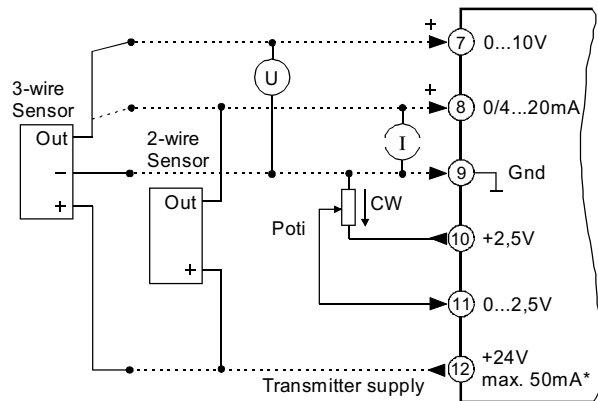 +
7 0...10V
U
3-wire
Sensor
+
8 0/4...20mA
Out
2-wire
Sensor
I
−
9 Gnd
+
Out
CW
Poti
10 +2,5V
+
11 0...2,5V
12 +24V
max. 50mA*
Transmitter supply